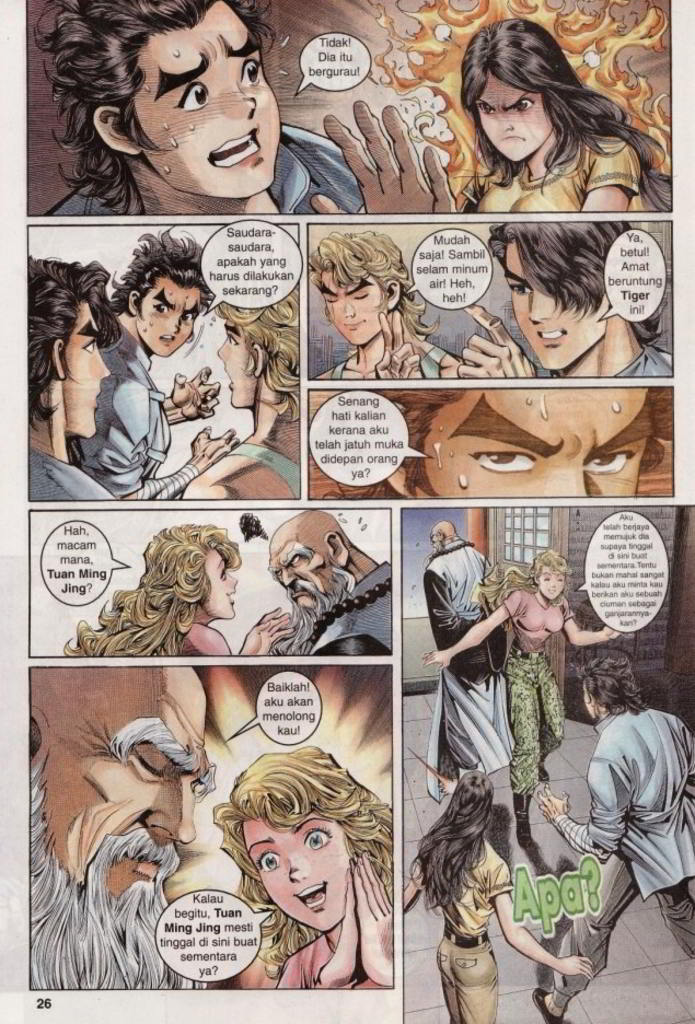 Tidak!
Dia itu
bergurau!
Saudara-
saudara,
apakah yang
harus dilakukan
sekarang?
Mudah
saja! Sambil
selam minum
air! Heh,
heh!
Ya,
betul!
Amat
beruntung
Tiger
ini!
Senang
hati kalian
kerana aku
telah jatuh muka
didepan orang
ya?
Hah,
macam
mana,
Tuan Ming
Jing?
Baiklah!
aku akan
menolong
kau!
Kalau
begitu, Tuan
Ming Jing mesti
tinggal di sini buat
sementara
ya?
Aku
telah berjaya
memujuk dia
supaya tinggal
di sini buat
sementara.Tentu
bukan mahal sangat
kalau aku minta kau
berikan aku sebuah
ciuman sebagai
ganjarannya-
kan?
Apa?
26